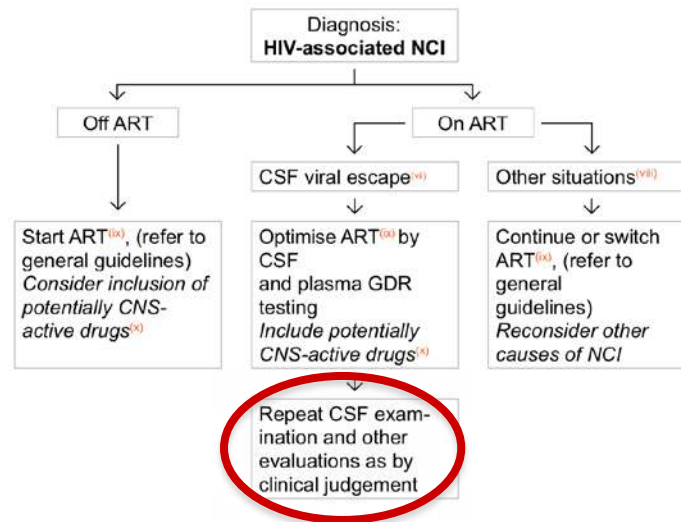 Diagnosis:
HIV-associated NCI
Off ART
On ART
CSF viral escape(vii)
Other situations(viii)
Start ART(ix), (refer to
general guidelines)
Consider inclusion of
potentially CNS-
active drugs(x)
Optimise ART(ix) by
CSF
and plasma GDR
testing
Include potentially
CNS-active drugs(x)
Continue or switch
ART(ix), (refer to
general
guidelines)
Reconsider other
causes of NCI
Repeat CSF exam-
ination and other
evaluations as by
clinical judgement